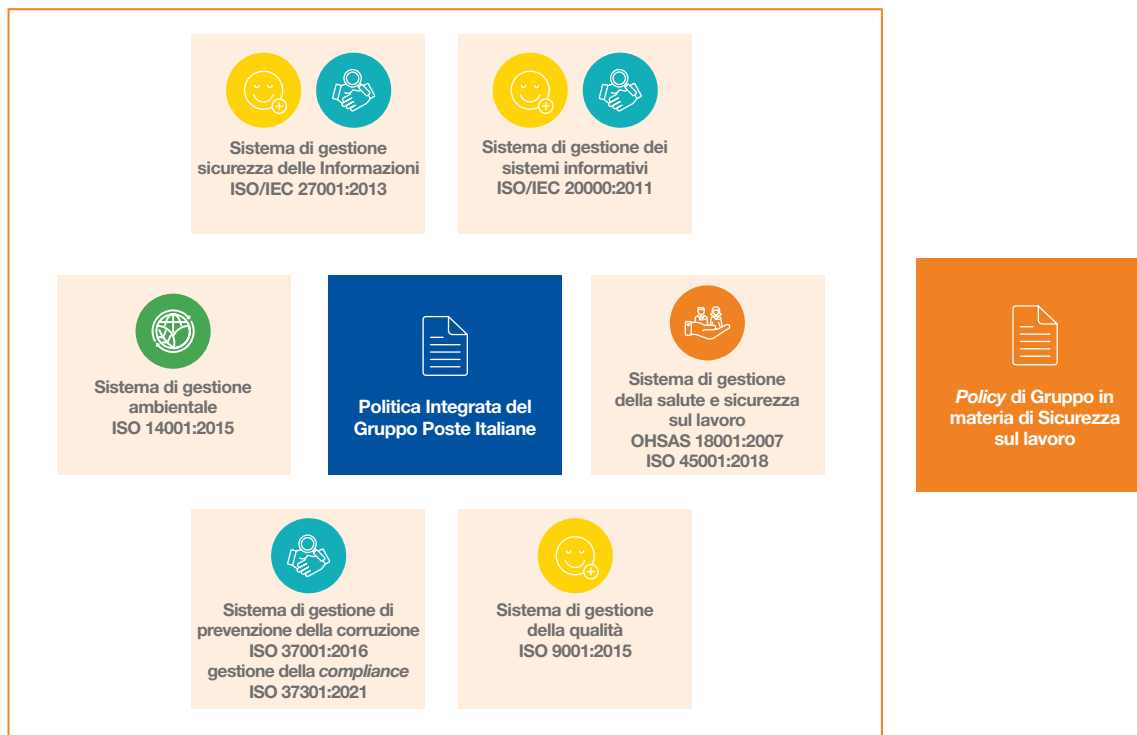 Sistema di gestione
sicurezza delle Informazioni
ISO/IEC 27001:2013
Sistema di gestione dei
sistemi informativi
ISO/IEC 20000:2011
Sistema di gestione
ambientale
ISO 14001:2015
Politica Integrata del
Gruppo Poste Italiane
Sistema di gestione
della salute e sicurezza
sul lavoro
OHSAS 18001:2007
ISO 45001:2018
Policy di Gruppo in
materia di Sicurezza
sul lavoro
Sistema di gestione di
prevenzione della corruzione
ISO 37001:2016
gestione della compliance
ISO 37301:2021
Sistema di gestione
della qualità
ISO 9001:2015